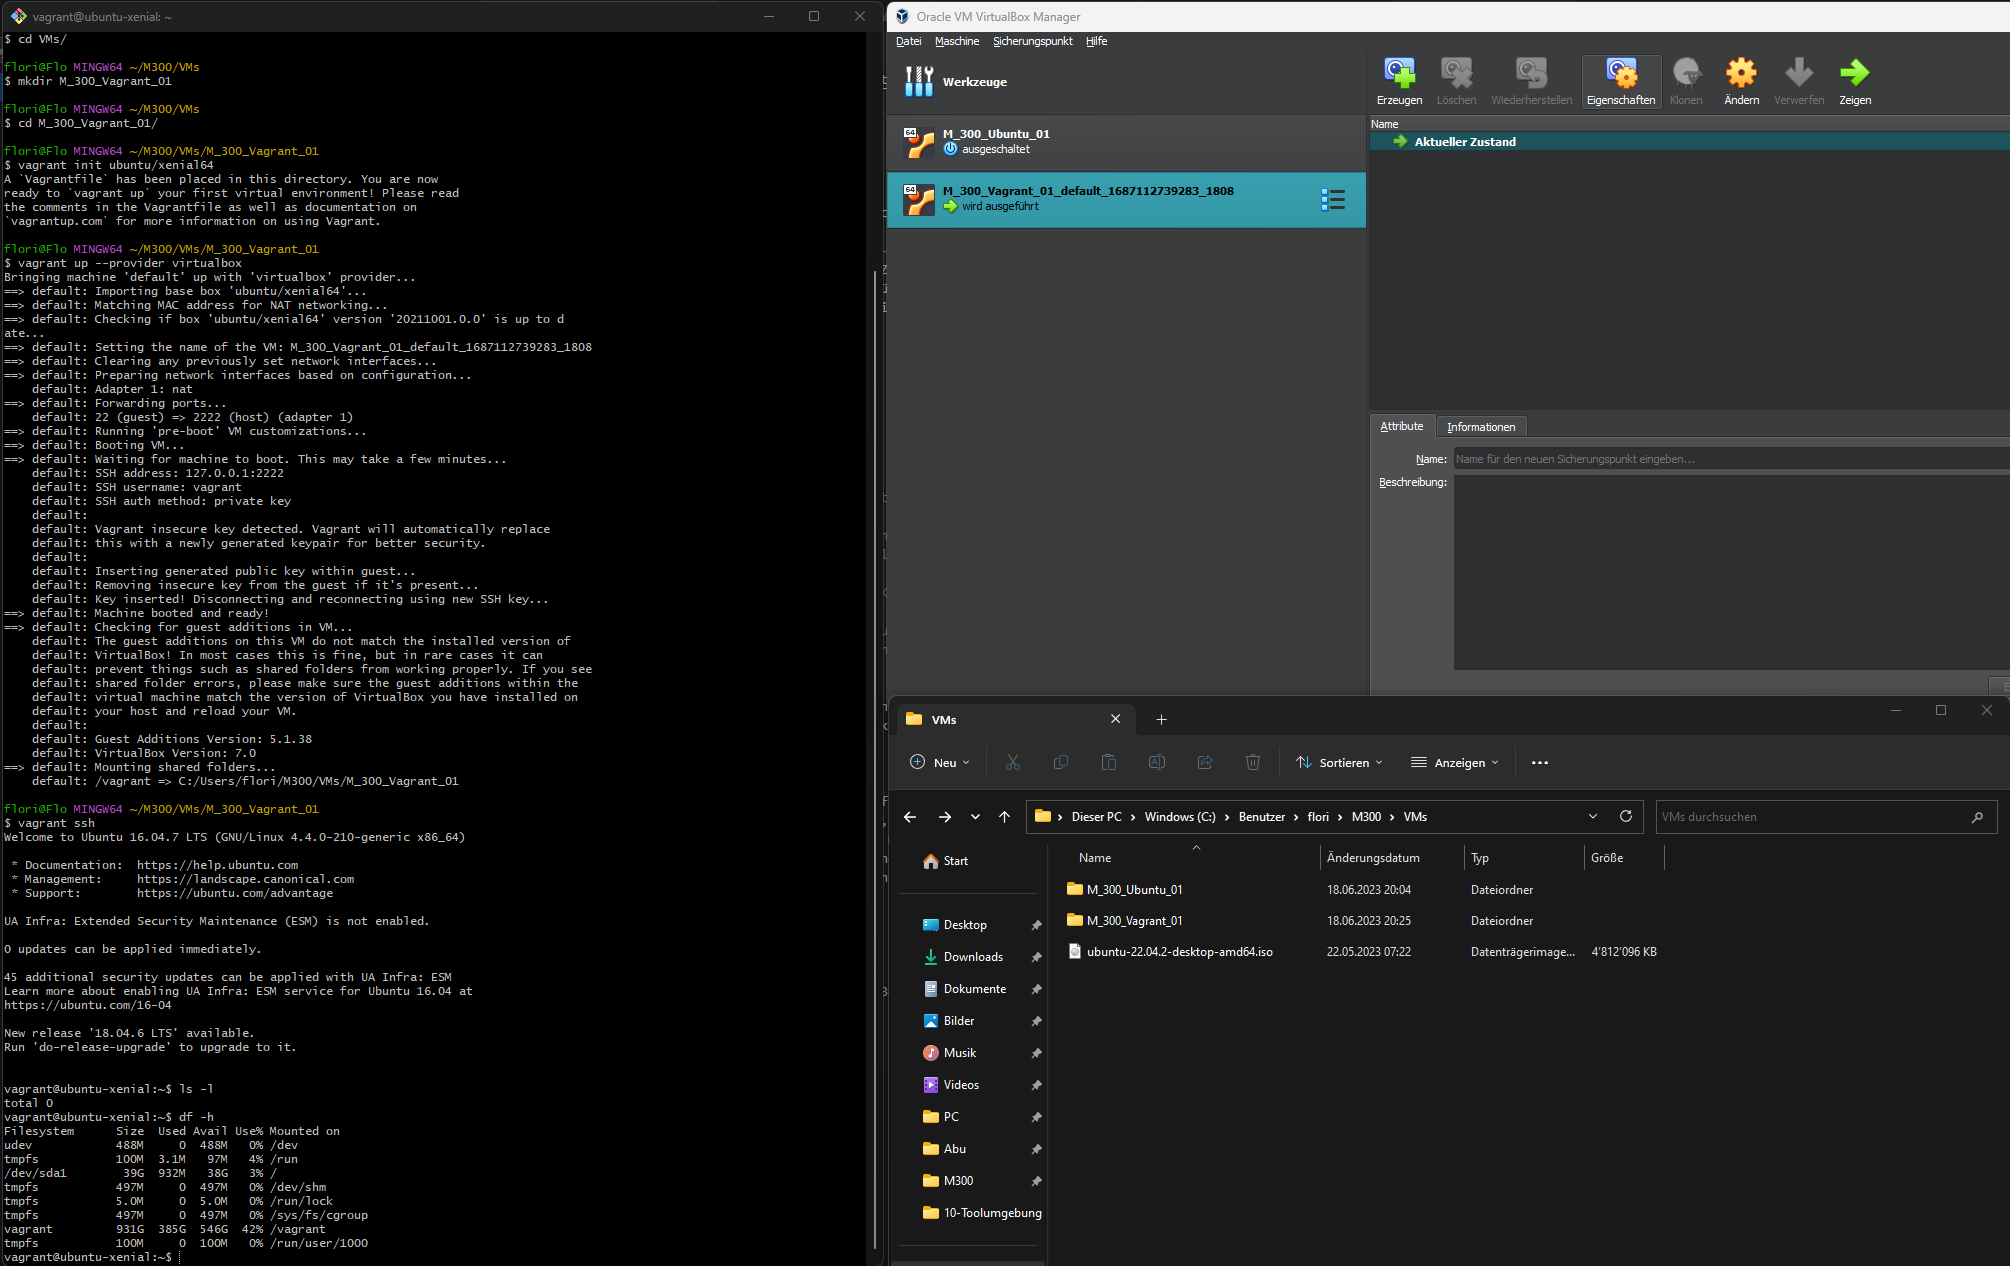 vagrant@ubuntu-xenial: ~
$ cd VMs/
flori@Flo MINGW64 ~/M300/VMs
$ mkdir M_300_Vagrant_01
flori@Flo MINGW64 ~/M300/VMs
$ cd M_300_Vagrant_01/
flori@Flo MINGW64 ~/M300/VMs/M_300_Vagrant_01
$ vagrant init ubuntu/xenial64
A `Vagrantfile` has been placed in this directory. You are now
ready to `vagrant up` your first virtual environment! Please read
the comments in the Vagrantfile as well as documentation on
`vagrantup.com` for more information on using Vagrant.
flori@Flo MINGW64 ~/M300/VMs/M_300_Vagrant_01
$ vagrant up --provider virtualbox
Bringing machine 'default' up with 'virtualbox' provider...
==> default: Importing base box 'ubuntu/xenial64'...
==> default: Matching MAC address for NAT networking...
==> default: Checking if box 'ubuntu/xenial64' version '20211001.0.0' is up to d
ate...
==> default: Setting the name of the VM: M_300_Vagrant_01_default_1687112739283_1808
==> default: Clearing any previously set network interfaces...
==> default: Preparing network interfaces based on configuration...
default: Adapter 1: nat
==> default: Forwarding ports...
default: 22 (guest) => 2222 (host) (adapter 1)
==> default: Running 'pre-boot' VM customizations...
==> default: Booting VM...
==> default: Waiting for machine to boot. This may take a few minutes...
default: SSH address: 127.0.0.1:2222
default: SSH username: vagrant
default: SSH auth method: private key
default:
default: Vagrant insecure key detected. Vagrant will automatically replace
default: this with a newly generated keypair for better security.
default:
default: Inserting generated public key within guest...
default: Removing insecure key from the guest if it's present...
default: Key inserted! Disconnecting and reconnecting using new SSH key...
==> default: Machine booted and ready!
==> default: Checking for guest additions in VM...
default: The guest additions on this VM do not match the installed version of
default: VirtualBox! In most cases this is fine, but in rare cases it can
default: prevent things such as shared folders from working properly. If you see
default: shared folder errors, please make sure the guest additions within the
default: virtual machine match the version of VirtualBox you have installed on
default: your host and reload your VM.
default:
default: Guest Additions Version: 5.1.38
default: VirtualBox Version: 7.0
==> default: Mounting shared folders...
default: /vagrant => C:/Users/flori/M300/VMs/M_300_Vagrant_01
flori@Flo MINGW64 ~/M300/VMs/M_300_Vagrant_01
$ vagrant ssh
Welcome to Ubuntu 16.04.7 LTS (GNU/Linux 4.4.0-210-generic x86_64)
* Documentation:  https://help.ubuntu.com
* Management:     https://landscape.canonical.com
* Support:        https://ubuntu.com/advantage
UA Infra: Extended Security Maintenance (ESM) is not enabled.
0 updates can be applied immediately.
45 additional security updates can be applied with UA Infra: ESM
Learn more about enabling UA Infra: ESM service for Ubuntu 16.04 at
https://ubuntu.com/16-04
New release '18.04.6 LTS' available.
Run 'do-release-upgrade' to upgrade to it.
vagrant@ubuntu-xenial:~$ ls -l
total 0
vagrant@ubuntu-xenial:~$ df -h
Filesystem      Size  Used Avail Use% Mounted on
udev            488M     0  488M   0% /dev
tmpfs           100M  3.1M   97M   4% /run
/dev/sda1        39G  932M   38G   3% /
tmpfs           497M     0  497M   0% /dev/shm
tmpfs           5.0M     0  5.0M   0% /run/lock
tmpfs           497M     0  497M   0% /sys/fs/cgroup
vagrant         931G  385G  546G  42% /vagrant
tmpfs           100M     0  100M   0% /run/user/1000
vagrant@ubuntu-xenial:~$
Oracle VM VirtualBox Manager
Datei Maschine Sicherungspunkt Hilfe
Werkzeuge
64 M_300_Ubuntu_01
ausgeschaltet
64 M_300_Vagrant_01_default_1687112739283_1808
wird ausgeführt
Erzeugen Löschen Wiederherstellen Eigenschaften Klonen Ändern Verwerfen Zeigen
Name
Aktueller Zustand
Attribute Informationen
Name: Name für den neuen Sicherungspunkt eingeben...
Beschreibung:
VMs
Neu Sortieren Anzeigen
Dieser PC > Windows (C:) > Benutzer > flori > M300 > VMs
VMs durchsuchen
Start
Desktop
Downloads
Dokumente
Bilder
Musik
Videos
PC
Abu
M300
10-Toolumgebung
Name Änderungsdatum Typ Größe
M_300_Ubuntu_01 18.06.2023 20:04 Dateiordner
M_300_Vagrant_01 18.06.2023 20:25 Dateiordner
ubuntu-22.04.2-desktop-amd64.iso 22.05.2023 07:22 Datenträgerimage... 4'812'096 KB